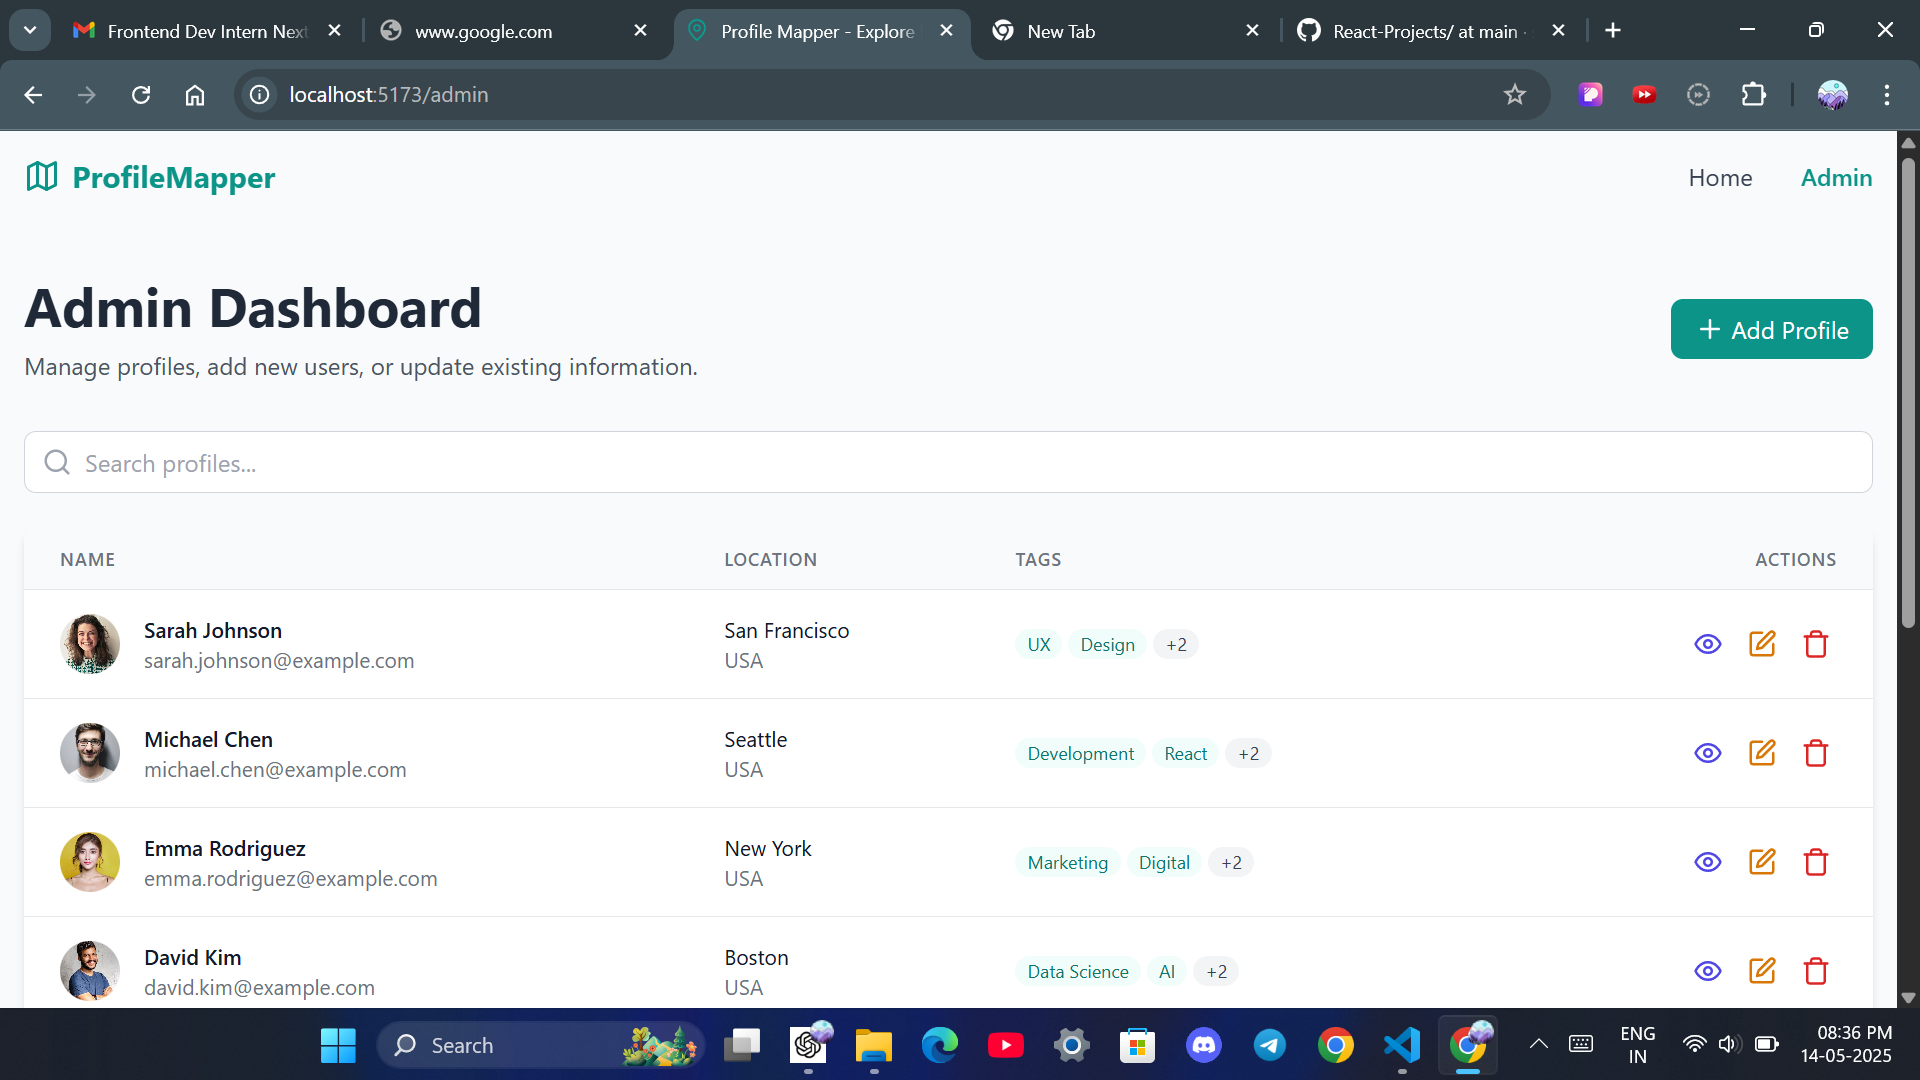 Frontend Dev Intern Next
www.google.com
Profile Mapper - Explore
New Tab
React-Projects/ at main ·
localhost:5173/admin
ProfileMapper
Home
Admin
Admin Dashboard
Manage profiles, add new users, or update existing information.
+ Add Profile
Search profiles...
NAME
LOCATION
TAGS
ACTIONS
Sarah Johnson
sarah.johnson@example.com
San Francisco
USA
UX
Design
+2
Michael Chen
michael.chen@example.com
Seattle
USA
Development
React
+2
Emma Rodriguez
emma.rodriguez@example.com
New York
USA
Marketing
Digital
+2
David Kim
david.kim@example.com
Boston
USA
Data Science
AI
+2
Search
ENG
IN
08:36 PM
14-05-2025